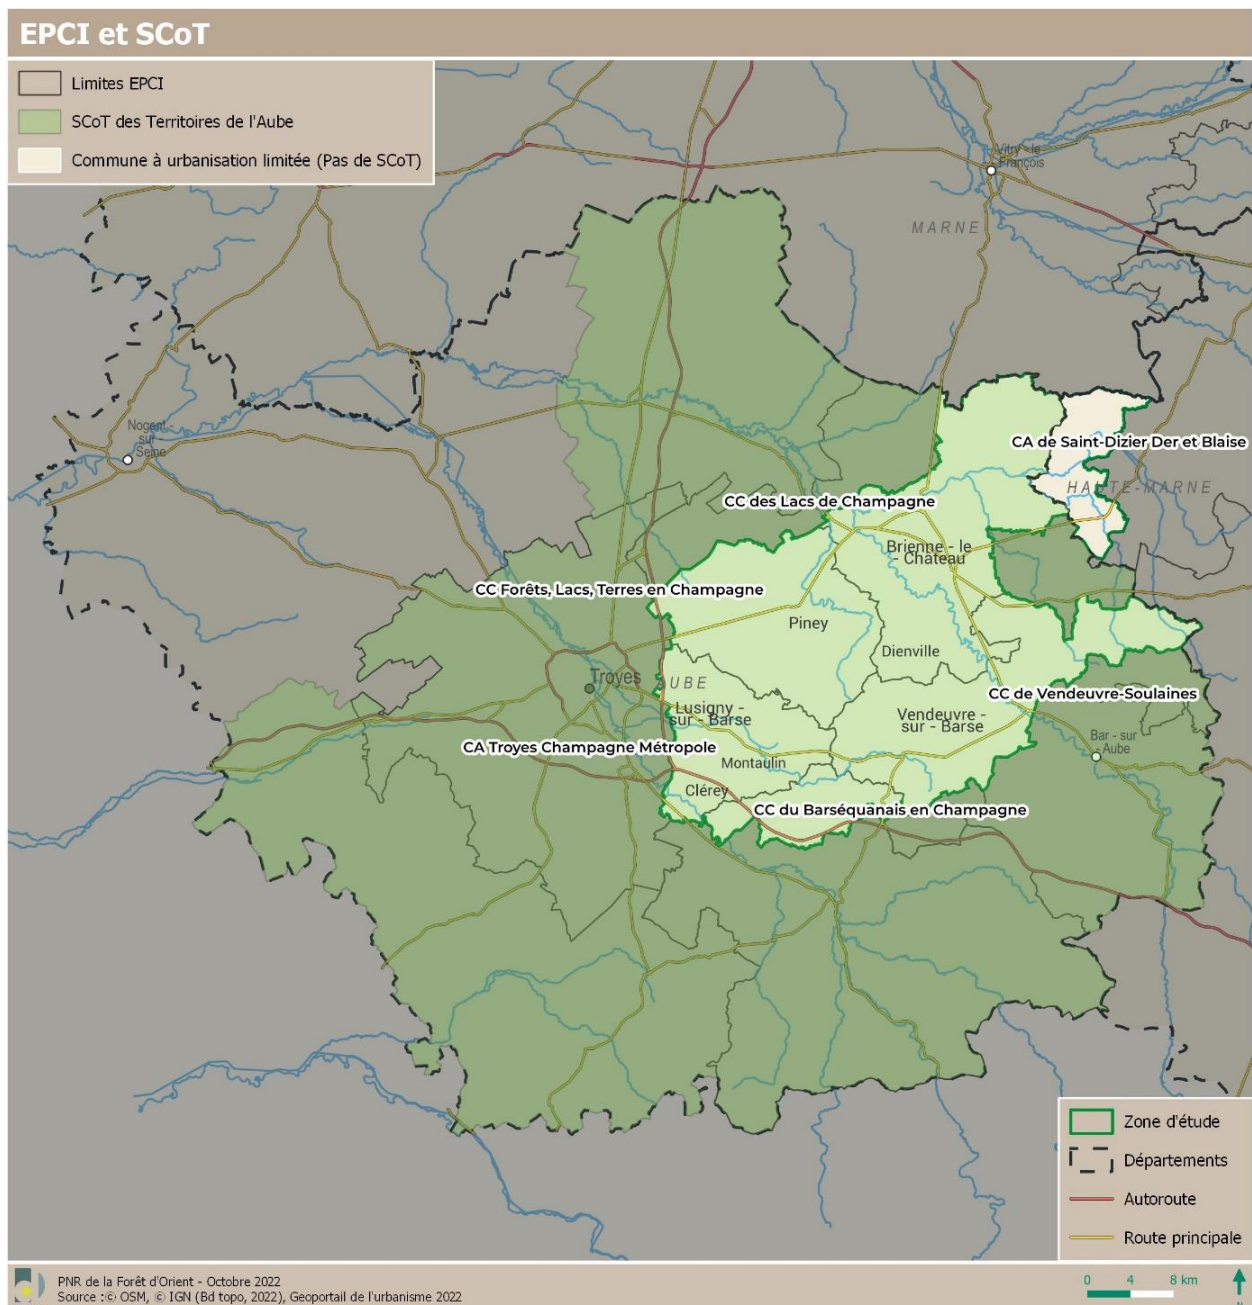 EPCI et SCoT
Limites EPCI
SCoT des Territoires de l'Aube
Commune à urbanisation limitée (Pas de SCoT)
Vitry - le
- François
MARNE
Nogent -
sur -
Seine
CA de Saint-Dizier Der et Blaise
HAUTE-MARNE
CC des Lacs de Champagne
Brienne - le
- Château
CC Forêts, Lacs, Terres en Champagne
Piney
Dienville
Troyes
AUBE
CC de Vendeuvre-Soulaines
Lusigny -
sur - Barse
Vendeuvre -
sur - Barse
Bar - sur
- Aube
CA Troyes Champagne Métropole
Montaulin
Clérey
CC du Barséquanais en Champagne
Zone d'étude
Départements
Autoroute
Route principale
PNR de la Forêt d'Orient - Octobre 2022
Source :© OSM, © IGN (Bd topo, 2022), Geoportail de l'urbanisme 2022
0 4 8 km
N